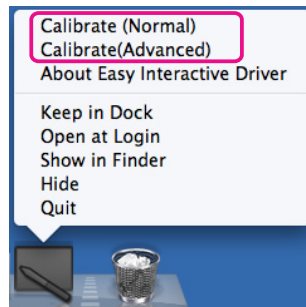 Calibrate (Normal)
Calibrate(Advanced)
About Easy Interactive Driver
Keep in Dock
Open at Login
Show in Finder
Hide
Quit